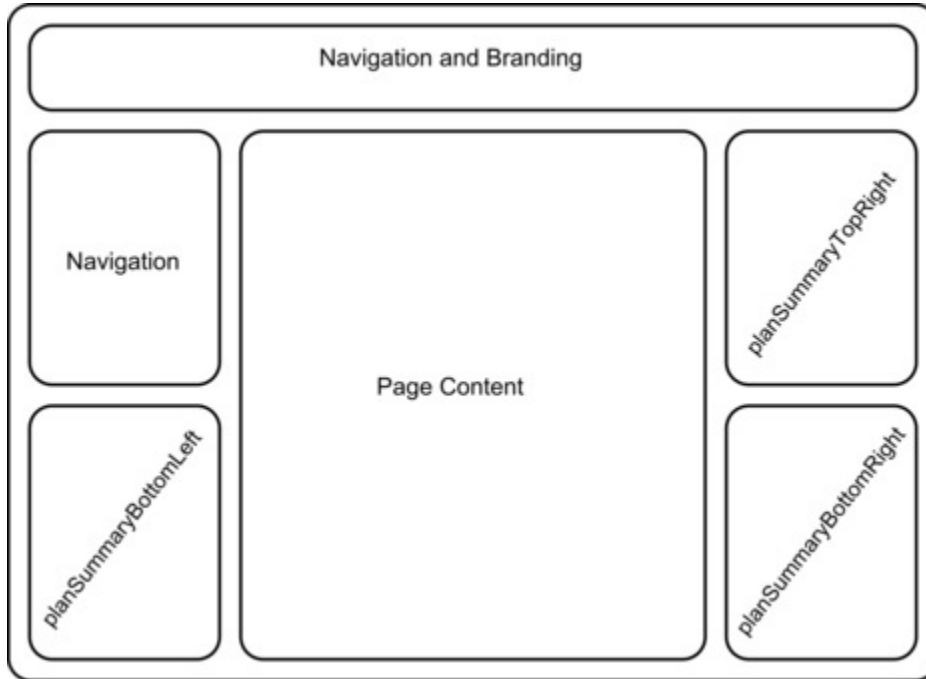 Navigation and Branding
Navigation
planSummaryTopRight
Page Content
planSummaryBottomLeft
planSummaryBottomRight